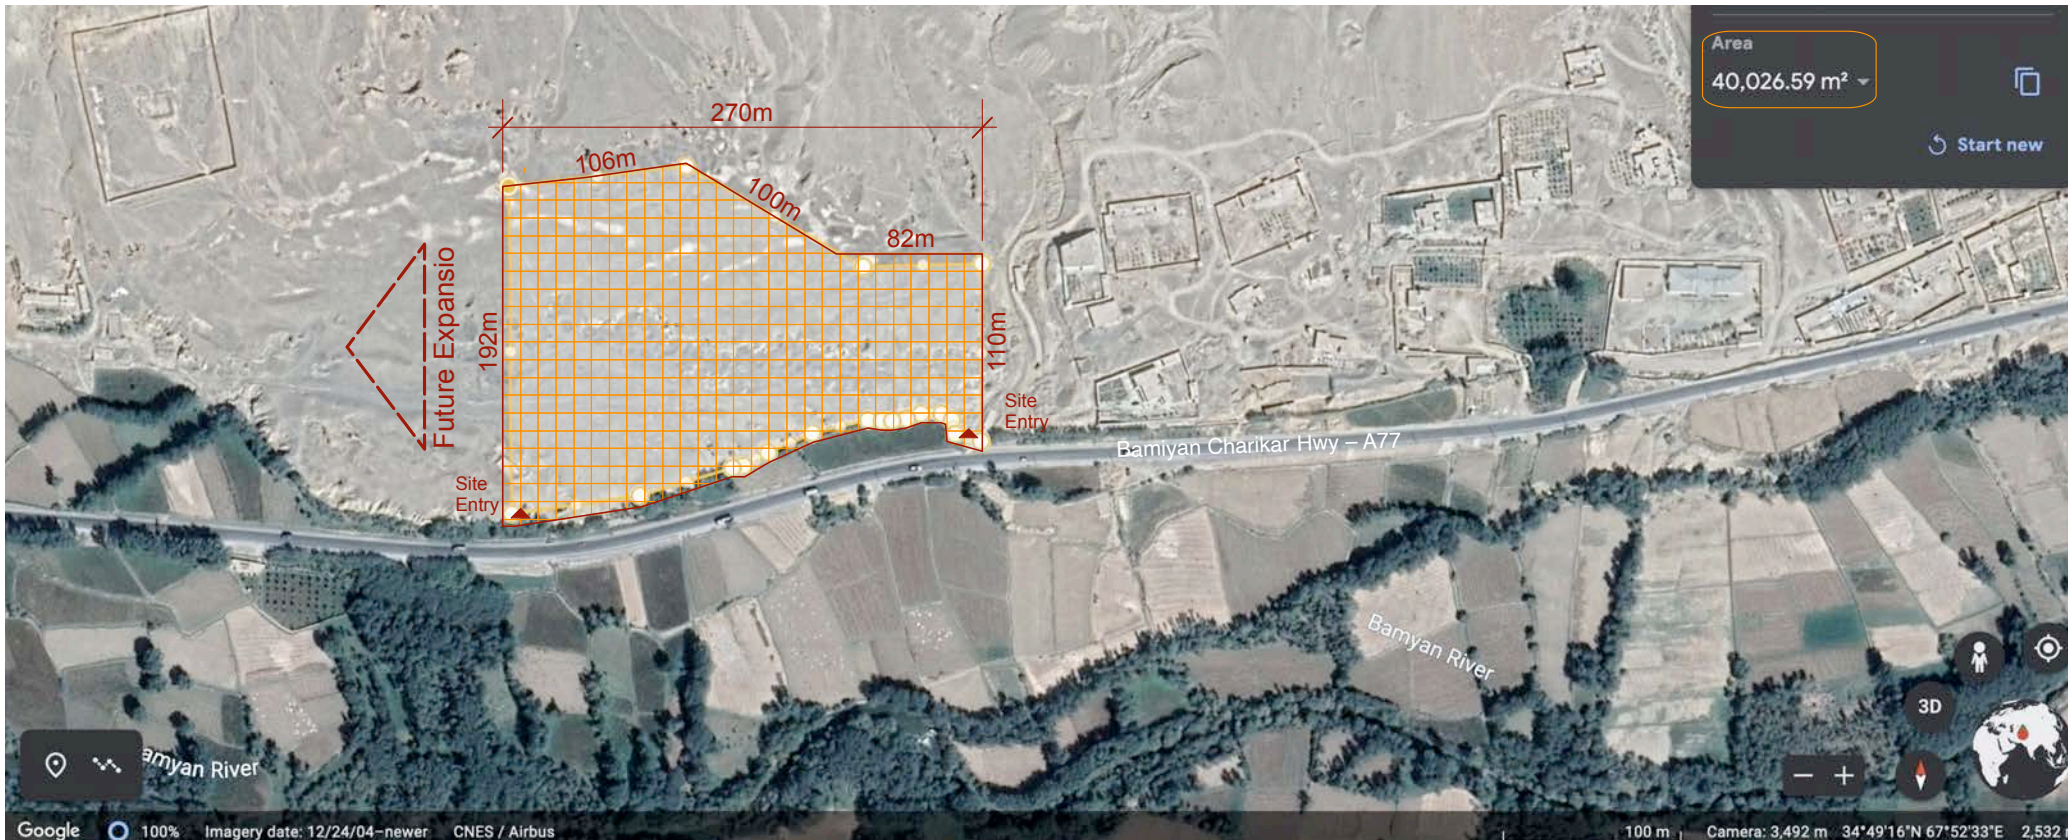 Area
40,026.59 m²
Start new
270m
106m
100m
82m
192m
110m
Future Expansio
Site
Entry
Site
Entry
Bamiyan Charikar Hwy – A77
Bamyan River
amyan River
3D
Google
100%
Imagery date: 12/24/04–newer
CNES / Airbus
100 m
Camera: 3,492 m
34°49'16"N 67°52'33"E